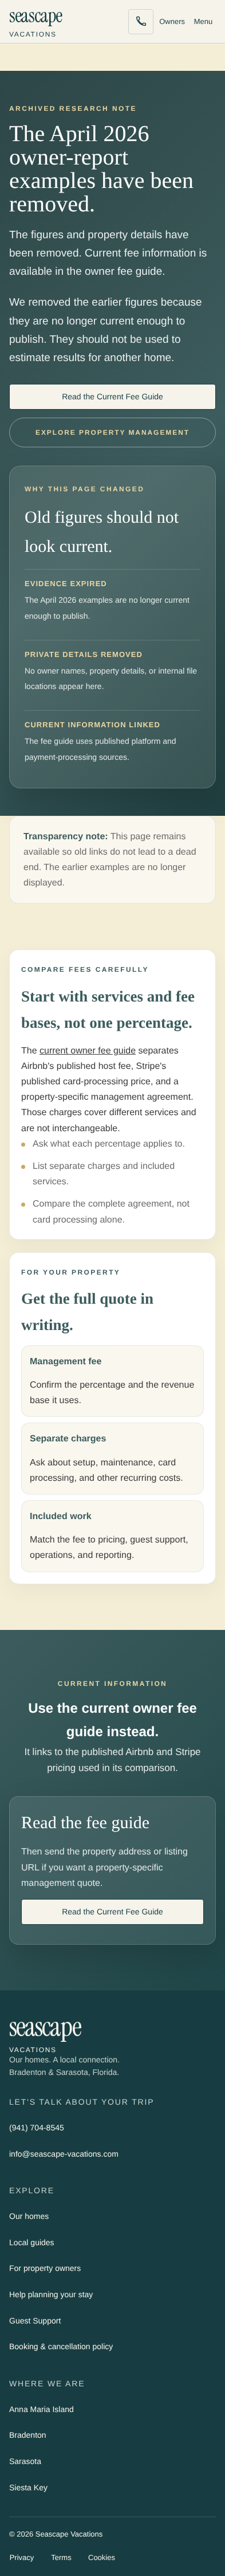 seascape
VACATIONS
Owners
Menu
ARCHIVED RESEARCH NOTE
The April 2026
owner-report
examples have been
removed.
The figures and property details have
been removed. Current fee information is
available in the owner fee guide.
We removed the earlier figures because
they are no longer current enough to
publish. They should not be used to
estimate results for another home.
Read the Current Fee Guide
EXPLORE PROPERTY MANAGEMENT
WHY THIS PAGE CHANGED
Old figures should not
look current.
EVIDENCE EXPIRED
The April 2026 examples are no longer current
enough to publish.
PRIVATE DETAILS REMOVED
No owner names, property details, or internal file
locations appear here.
CURRENT INFORMATION LINKED
The fee guide uses published platform and
payment-processing sources.
Transparency note: This page remains
available so old links do not lead to a dead
end. The earlier examples are no longer
displayed.
COMPARE FEES CAREFULLY
Start with services and fee
bases, not one percentage.
The current owner fee guide separates
Airbnb's published host fee, Stripe's
published card-processing price, and a
property-specific management agreement.
Those charges cover different services and
are not interchangeable.
Ask what each percentage applies to.
List separate charges and included
services.
Compare the complete agreement, not
card processing alone.
FOR YOUR PROPERTY
Get the full quote in
writing.
Management fee
Confirm the percentage and the revenue
base it uses.
Separate charges
Ask about setup, maintenance, card
processing, and other recurring costs.
Included work
Match the fee to pricing, guest support,
operations, and reporting.
CURRENT INFORMATION
Use the current owner fee
guide instead.
It links to the published Airbnb and Stripe
pricing used in its comparison.
Read the fee guide
Then send the property address or listing
URL if you want a property-specific
management quote.
Read the Current Fee Guide
seascape
VACATIONS
Our homes. A local connection.
Bradenton & Sarasota, Florida.
LET'S TALK ABOUT YOUR TRIP
(941) 704-8545
info@seascape-vacations.com
EXPLORE
Our homes
Local guides
For property owners
Help planning your stay
Guest Support
Booking & cancellation policy
WHERE WE ARE
Anna Maria Island
Bradenton
Sarasota
Siesta Key
© 2026 Seascape Vacations
Privacy
Terms
Cookies